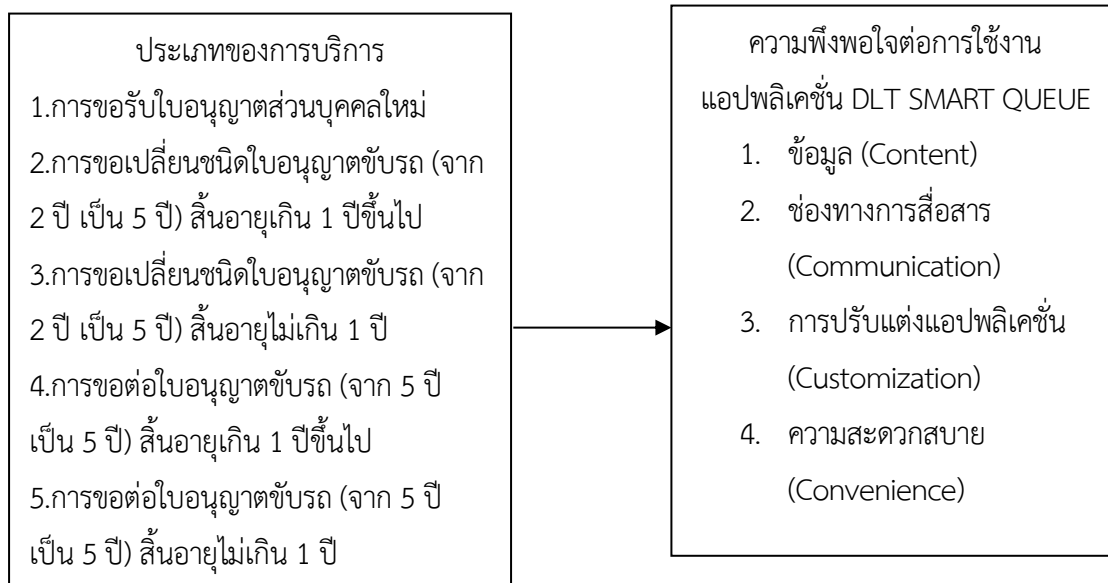 ประเภทของการบริการ
1.การขอรับใบอนุญาตส่วนบุคคลใหม่
2.การขอเปลี่ยนชนิดใบอนุญาตขับรถ (จาก
2 ปี เป็น 5 ปี) สิ้นอายุเกิน 1 ปีขึ้นไป
3.การขอเปลี่ยนชนิดใบอนุญาตขับรถ (จาก
2 ปี เป็น 5 ปี) สิ้นอายุไม่เกิน 1 ปี
4.การขอต่อใบอนุญาตขับรถ (จาก 5 ปี
เป็น 5 ปี) สิ้นอายุเกิน 1 ปีขึ้นไป
5.การขอต่อใบอนุญาตขับรถ (จาก 5 ปี
เป็น 5 ปี) สิ้นอายุไม่เกิน 1 ปี
ความพึงพอใจต่อการใช้งาน
แอปพลิเคชั่น DLT SMART QUEUE
1. ข้อมูล (Content)
2. ช่องทางการสื่อสาร
(Communication)
3. การปรับแต่งแอปพลิเคชั่น
(Customization)
4. ความสะดวกสบาย
(Convenience)